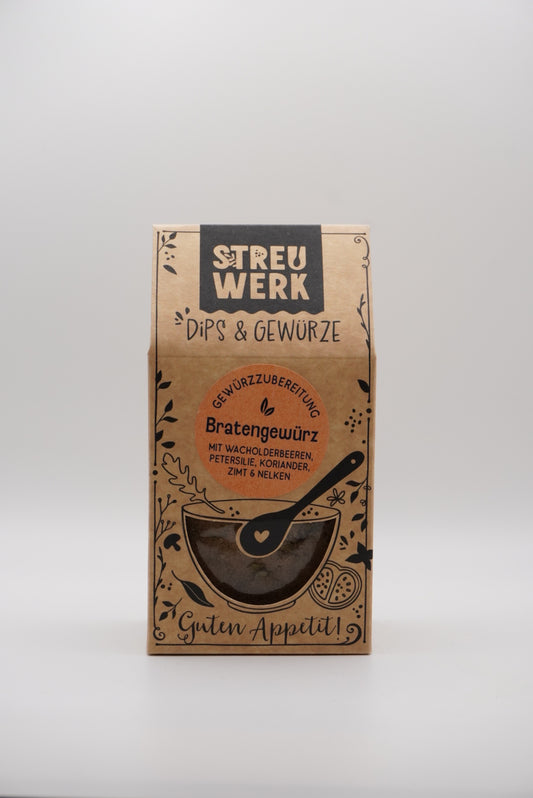 STREU
WERK
DIPS & GEWÜRZE
GEWÜRZZUBEREITUNG
Bratengewürz
MIT WACHOLDERBEEREN,
PETERSILIE, KORIANDER,
ZIMT & NELKEN
Guten Appetit!